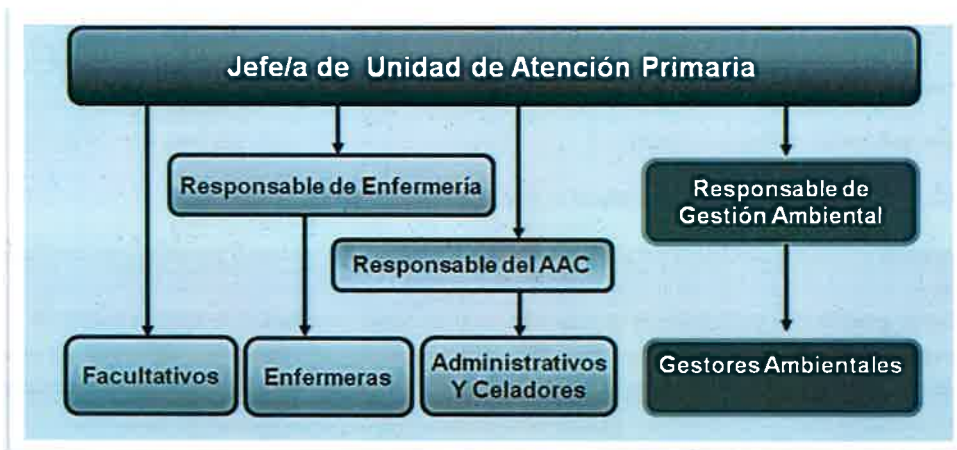 Jefe/a de Unidad de Atención Primaria
Responsable de Enfermería
Responsable de
Gestión Ambiental
Responsable del AAC
Facultativos
Enfermeras
Administrativos
Y Celadores
Gestores Ambientales